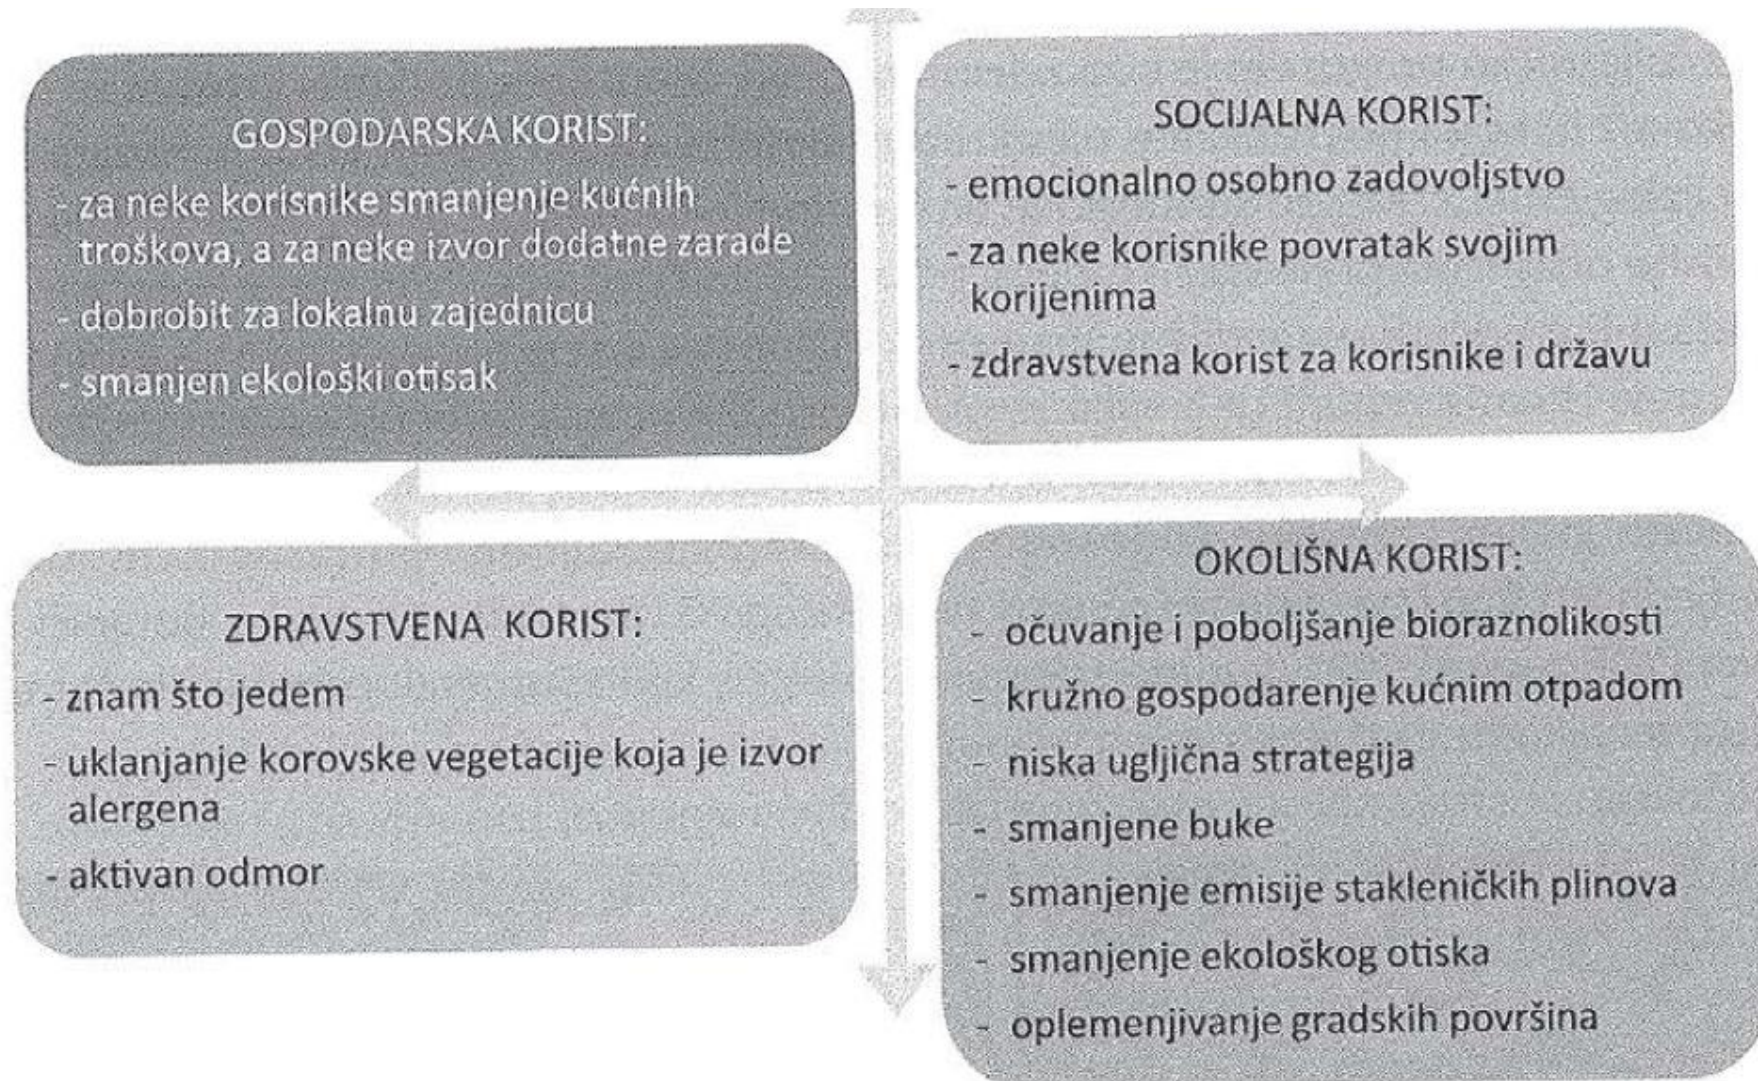 GOSPODARSKA KORIST:
- za neke korisnike smanjenje kućnih
troškova, a za neke izvor dodatne zarade
- dobrobit za lokalnu zajednicu
- smanjen ekološki otisak
SOCIJALNA KORIST:
- emocionalno osobno zadovoljstvo
- za neke korisnike povratak svojim
korijenima
- zdravstvena korist za korisnike i državu
ZDRAVSTVENA KORIST:
- znam što jedem
- uklanjanje korovske vegetacije koja je izvor
alergena
- aktivan odmor
OKOLIŠNA KORIST:
- očuvanje i poboljšanje bioraznolikosti
- kružno gospodarenje kućnim otpadom
- niska ugljična strategija
- smanjene buke
- smanjenje emisije stakleničkih plinova
- smanjenje ekološkog otiska
- oplemenjivanje gradskih površina